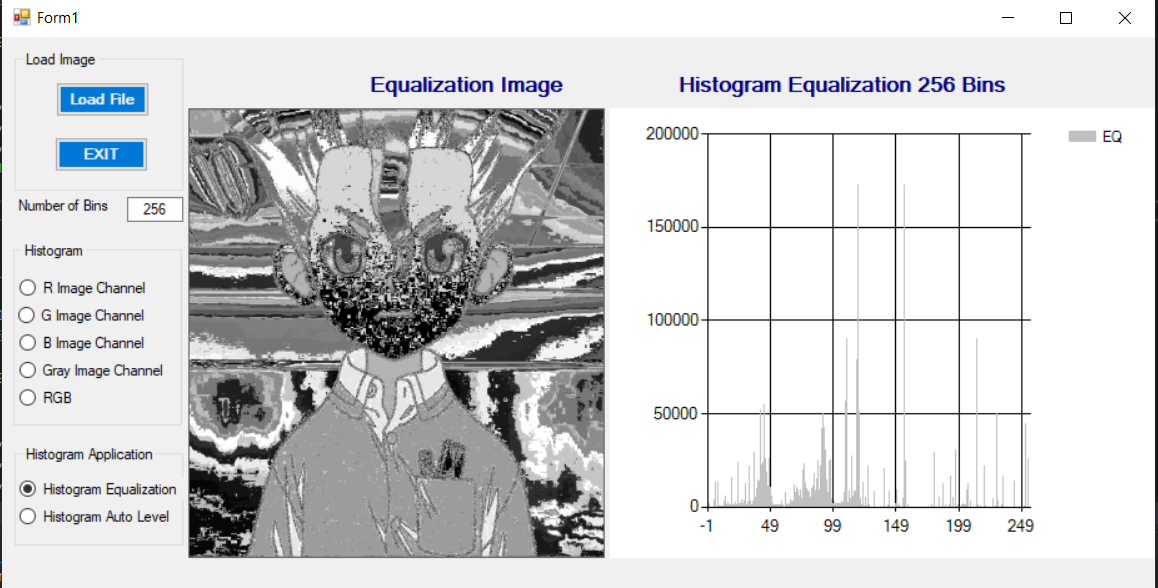 Form1
Load Image
Load File
EXIT
Number of Bins 256
Histogram
R Image Channel
G Image Channel
B Image Channel
Gray Image Channel
RGB
Histogram Application
Histogram Equalization
Histogram Auto Level
Equalization Image
Histogram Equalization 256 Bins
200000
150000
100000
50000
0
-1 49 99 149 199 249
EQ